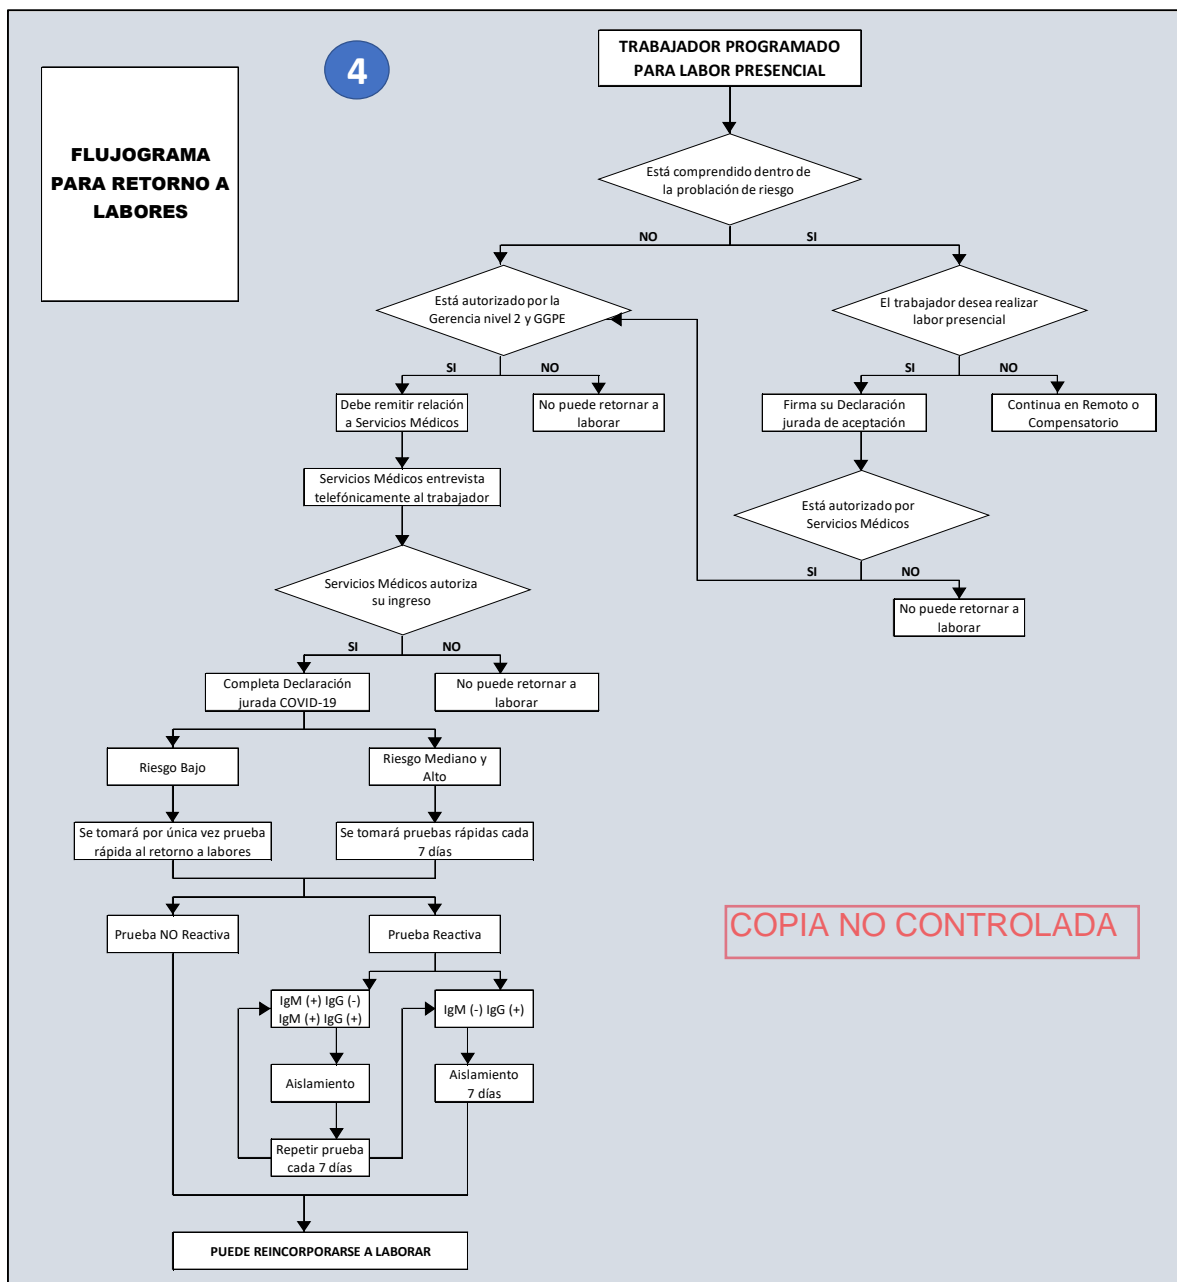 4
TRABAJADOR PROGRAMADO
PARA LABOR PRESENCIAL
FLUJOGRAMA
PARA RETORNO A
LABORES
Está comprendido dentro de
la problación de riesgo
NO
SI
Está autorizado por la
Gerencia nivel 2 y GGPE
El trabajador desea realizar
labor presencial
SI
NO
SI
NO
Debe remitir relación
a Servicios Médicos
No puede retornar a
laborar
Firma su Declaración
jurada de aceptación
Continua en Remoto o
Compensatorio
Servicios Médicos entrevista
telefónicamente al trabajador
Está autorizado por
Servicios Médicos
Servicios Médicos autoriza
su ingreso
SI
NO
No puede retornar a
laborar
SI
NO
Completa Declaración
jurada COVID-19
No puede retornar a
laborar
Riesgo Bajo
Riesgo Mediano y
Alto
Se tomará por única vez prueba
rápida al retorno a labores
Se tomará pruebas rápidas cada
7 días
Prueba NO Reactiva
Prueba Reactiva
COPIA NO CONTROLADA
IgM (+) IgG (-)
IgM (+) IgG (+)
IgM (-) IgG (+)
Aislamiento
Aislamiento
7 días
Repetir prueba
cada 7 días
PUEDE REINCORPORARSE A LABORAR